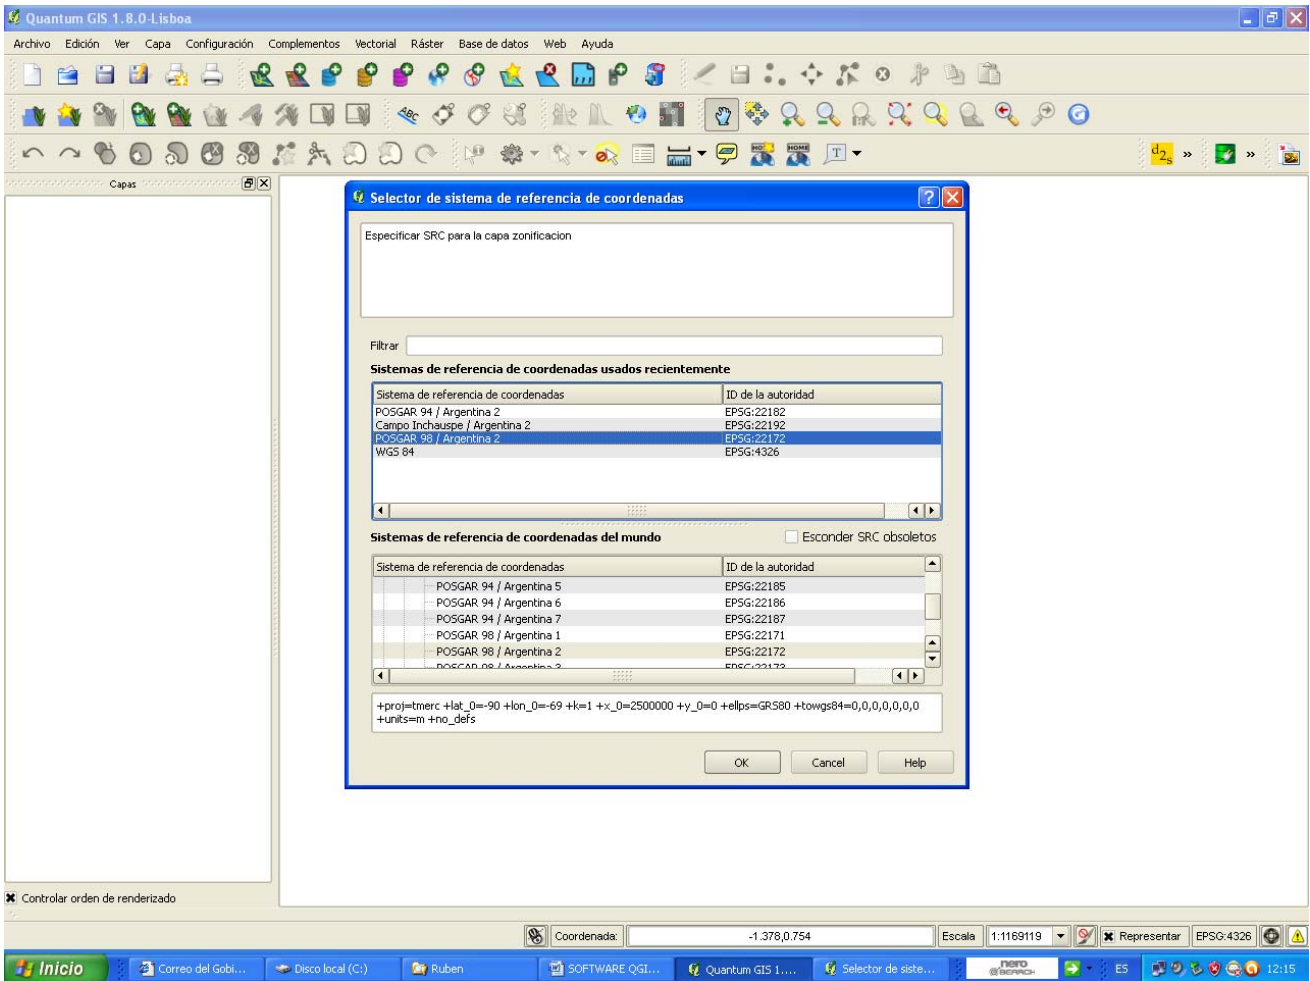 Quantum GIS 1.8.0-Lisboa
Archivo Edición Ver Capa Configuración Complementos Vectorial Ráster Base de datos Web Ayuda
Capas
Selector de sistema de referencia de coordenadas
Especificar SRC para la capa zonificacion
Filtrar
Sistemas de referencia de coordenadas usados recientemente
Sistema de referencia de coordenadas ID de la autoridad
POSGAR 94 / Argentina 2 EPSG:22182
Campo Inchauspe / Argentina 2 EPSG:22192
POSGAR 98 / Argentina 2 EPSG:22172
WGS 84 EPSG:4326
Sistemas de referencia de coordenadas del mundo Esconder SRC obsoletos
Sistema de referencia de coordenadas ID de la autoridad
POSGAR 94 / Argentina 5 EPSG:22185
POSGAR 94 / Argentina 6 EPSG:22186
POSGAR 94 / Argentina 7 EPSG:22187
POSGAR 98 / Argentina 1 EPSG:22171
POSGAR 98 / Argentina 2 EPSG:22172
POSGAR 98 / Argentina 3 EPSG:22173
+proj=tmerc +lat_0=-90 +lon_0=-69 +k=1 +x_0=2500000 +y_0=0 +ellps=GRS80 +towgs84=0,0,0,0,0,0,0
+units=m +no_defs
OK Cancel Help
Controlar orden de renderizado
Coordenada: -1.378,0.754 Escala 1:1169119 Representar EPSG:4326
Inicio Correo del Gobi... Disco local (C:) Ruben SOFTWARE QGI... Quantum GIS 1.... Selector de siste... nero SEARCH ES 12:15